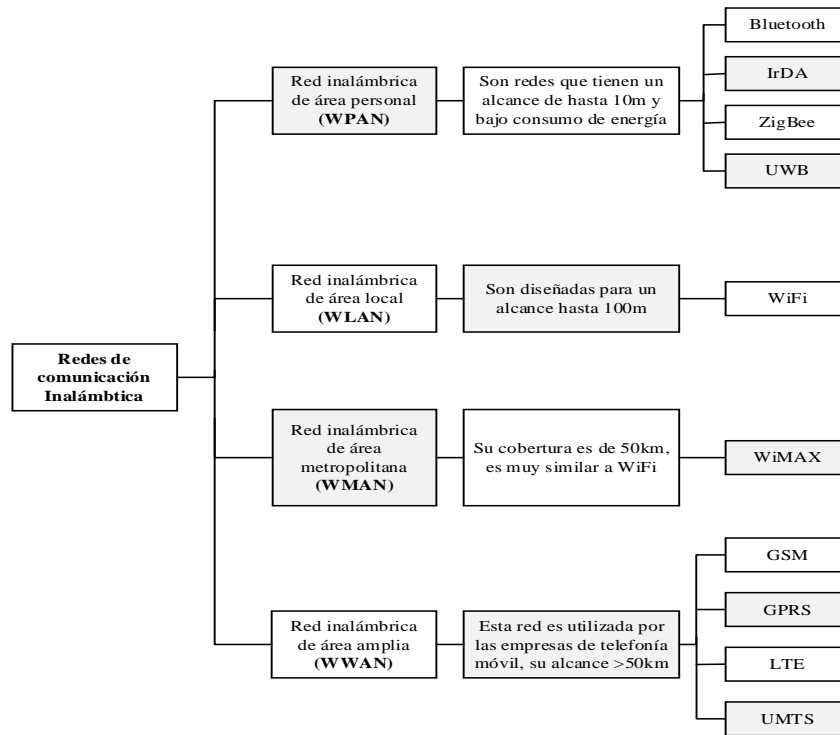 Redes de
comunicación
Inalámbtica
Red inalámbrica
de área personal
(WPAN)
Son redes que tienen un
alcance de hasta 10m y
bajo consumo de energía
Bluetooth
IrDA
ZigBee
UWB
Red inalámbrica
de área local
(WLAN)
Son diseñadas para un
alcance hasta 100m
WiFi
Red inalámbrica
de área
metropolitana
(WMAN)
Su cobertura es de 50km,
es muy similar a WiFi
WiMAX
Red inalámbrica
de área amplia
(WWAN)
Esta red es utilizada por
las empresas de telefonía
móvil, su alcance >50km
GSM
GPRS
LTE
UMTS